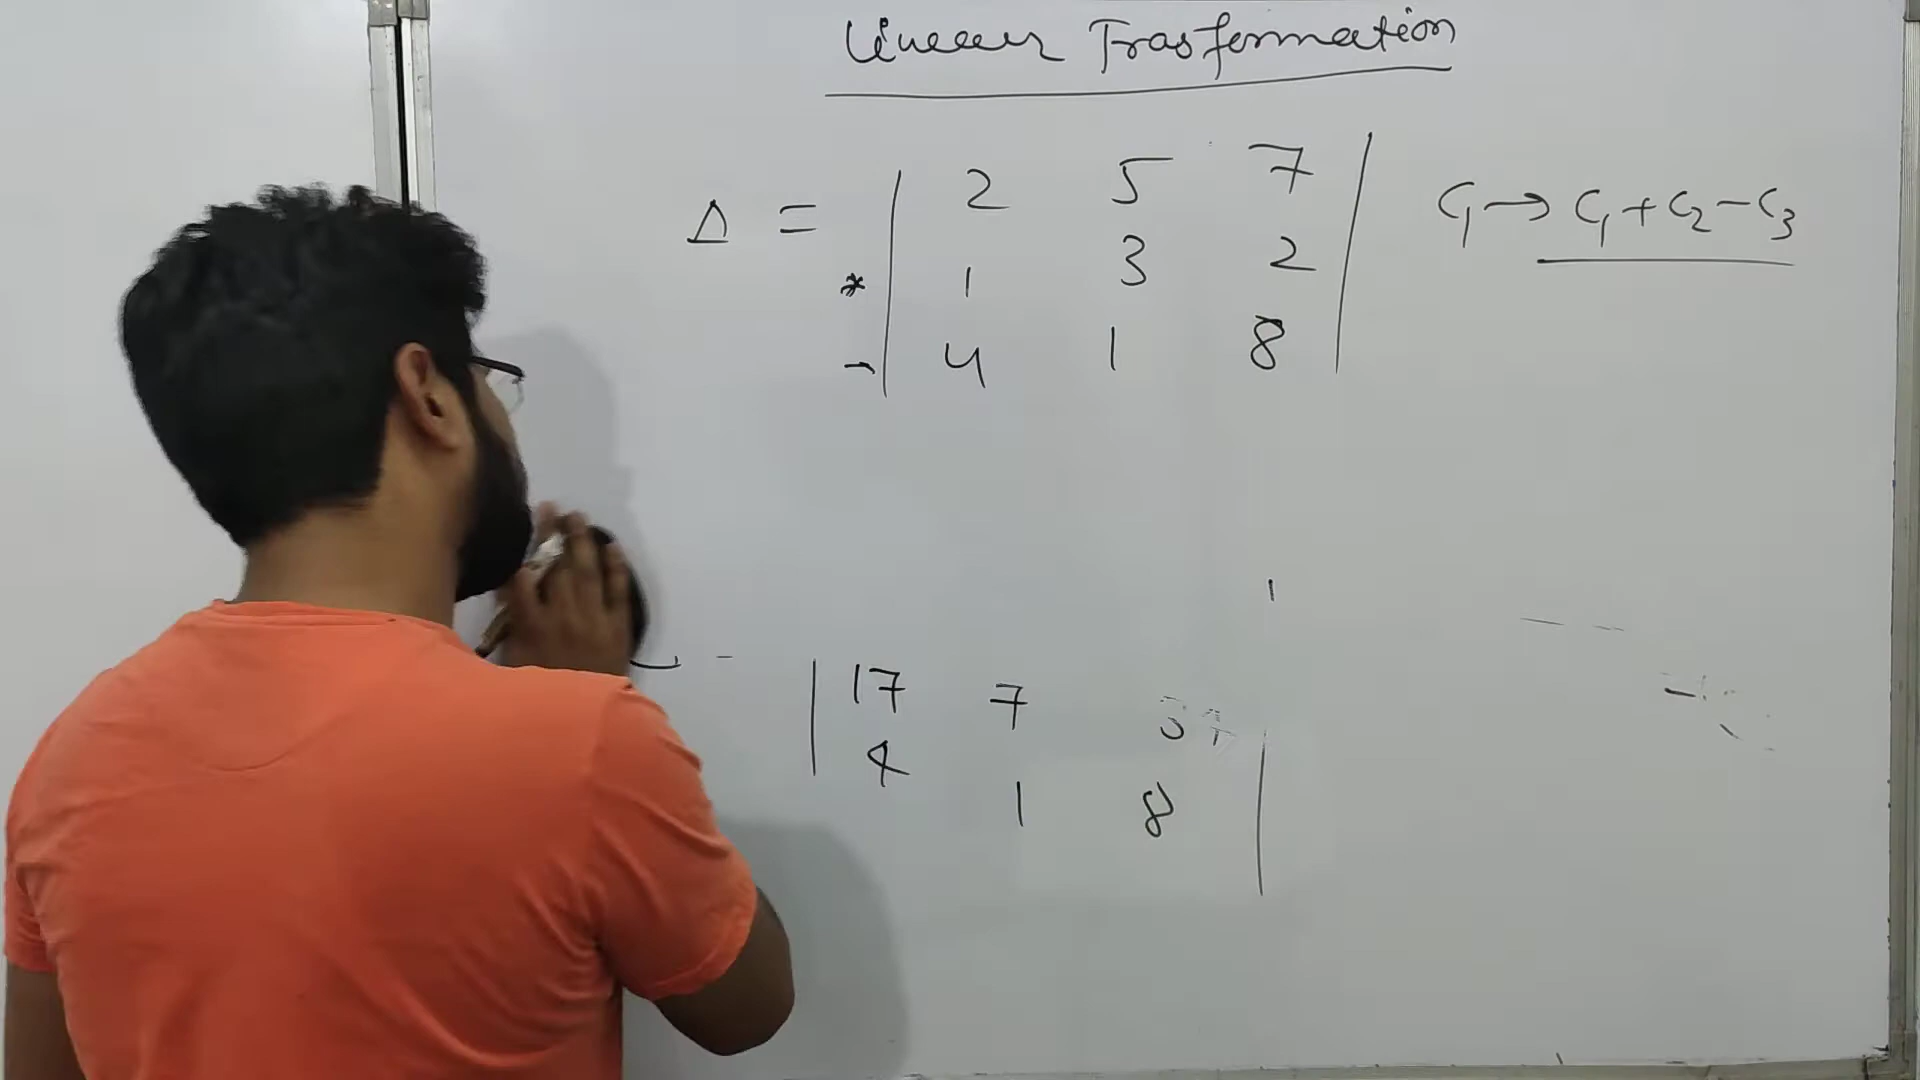 Linear Trasformation
Δ = | 2 5 7 | C₁ → C₁ + C₂ - C₃
* | 1 3 2 |
- | 4 1 8 |
| 17 7
4
1 8 |